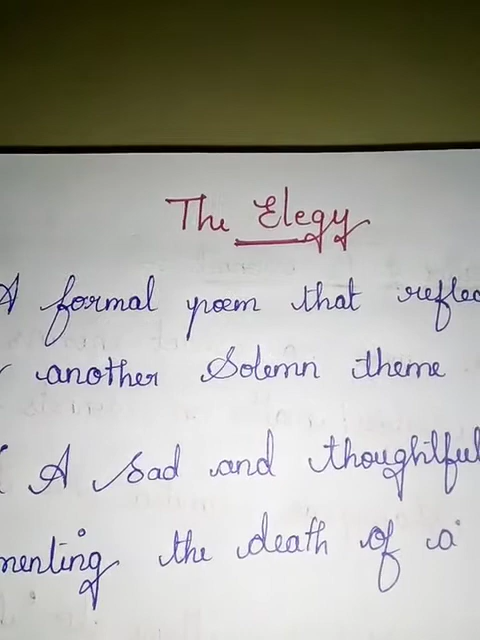 The Elegy
A formal poem that
another Solemn theme
A sad and thoughtful
the death of a